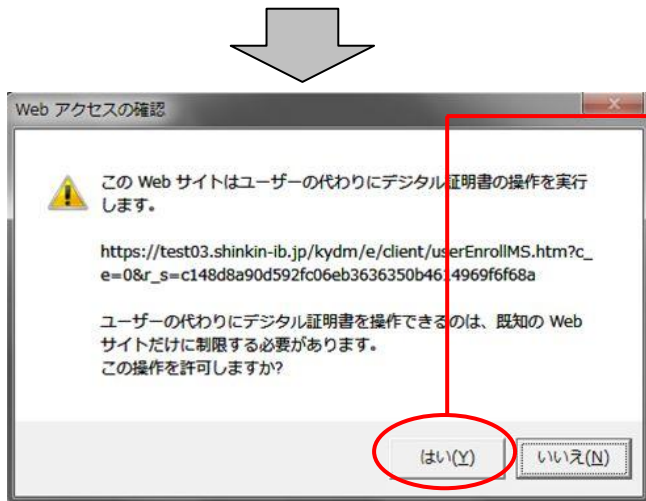 Web アクセスの確認
この Web サイトはユーザーの代わりにデジタル証明書の操作を実行
します。
https://test03.shinkin-ib.jp/kydm/e/client/userEnrollMS.htm?c_
e=0&r_s=c148d8a90d592fc06eb3636350b4614969f6f68a
ユーザーの代わりにデジタル証明書を操作できるのは、既知の Web
サイトだけに制限する必要があります。
この操作を許可しますか?
はい(Y) いいえ(N)